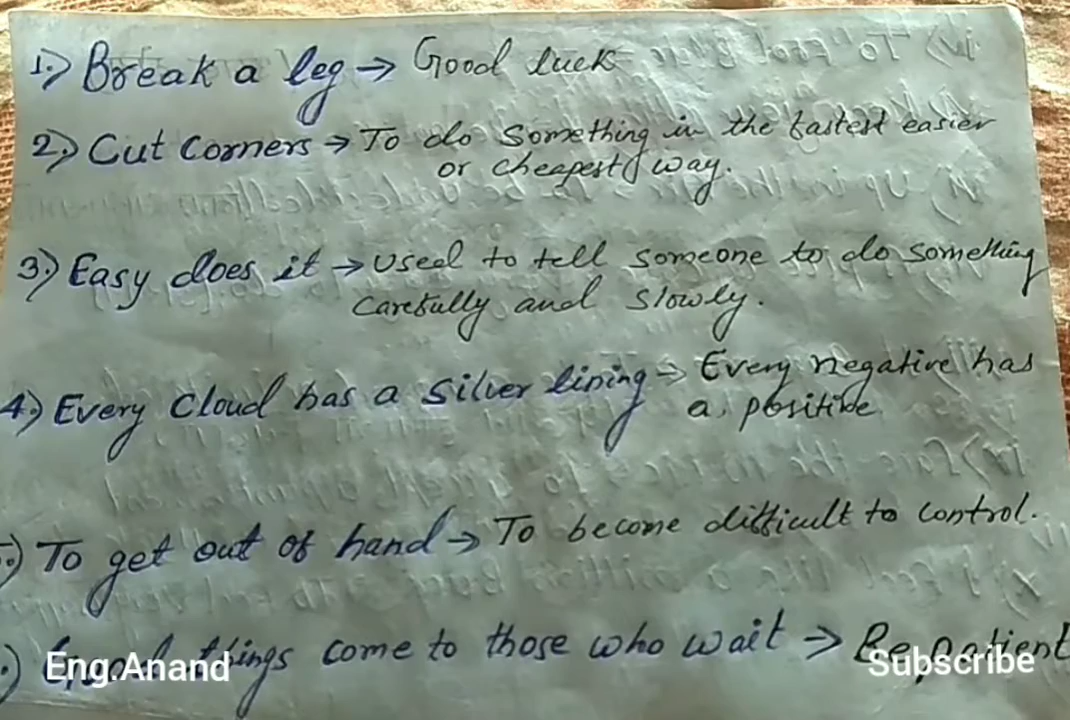 1.) Break a leg → Good luck
2.) Cut Corners → To do Something in the fastest easier
or cheapest way.
3.) Easy does it → used to tell someone to do something
Carefully and slowly.
4.) Every Cloud has a Silver lining → Every negative has
a positive
.) To get out of hand → To become difficult to control.
.) Good things come to those who wait → Be patient
Eng.Anand
Subscribe